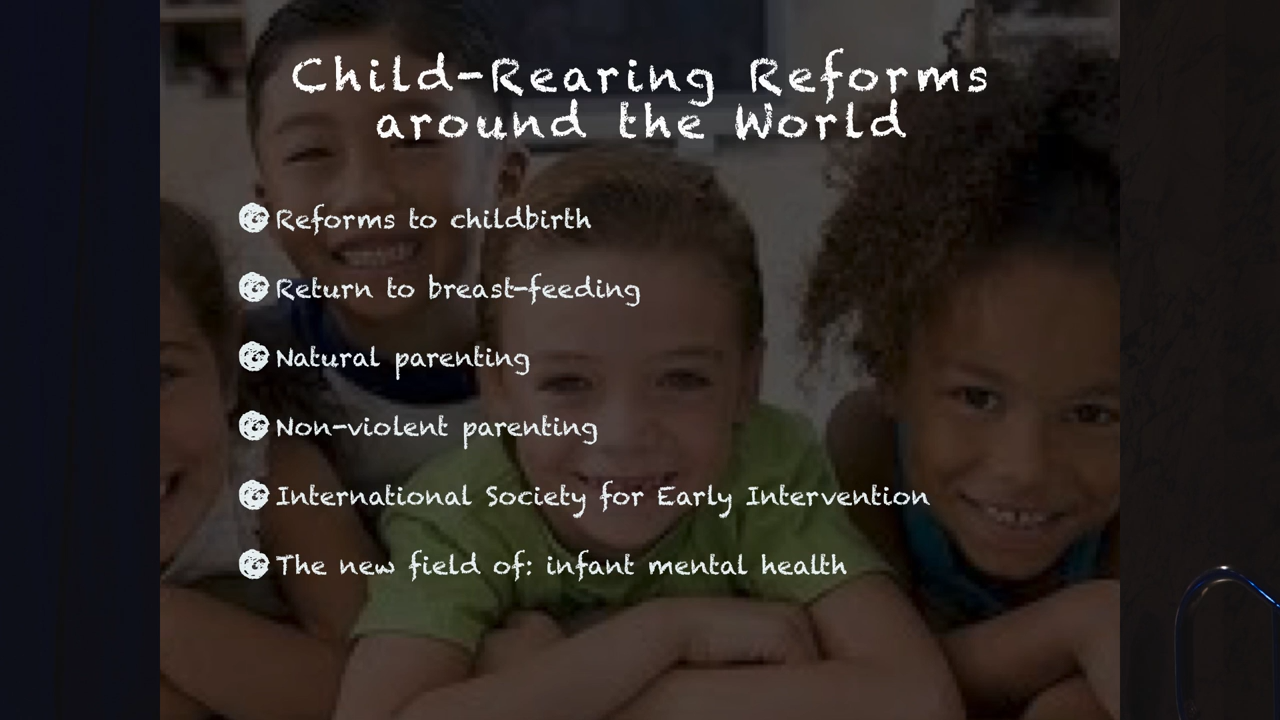 Child-Rearing Reforms
around the World
Reforms to childbirth
Return to breast-feeding
Natural parenting
Non-violent parenting
International Society for Early Intervention
The new field of: infant mental health